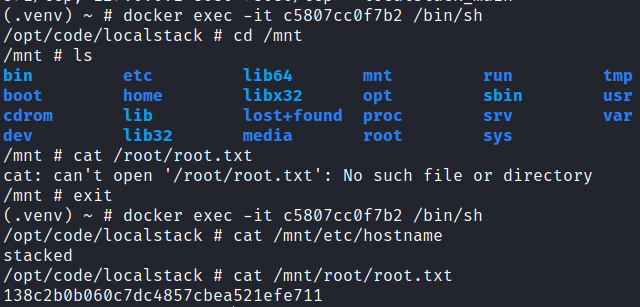 (.venv) ~ # docker exec -it c5807cc0f7b2 /bin/sh
/opt/code/localstack # cd /mnt
/mnt # ls
bin etc lib64 mnt run tmp
boot home libx32 opt sbin usr
cdrom lib lost+found proc srv var
dev lib32 media root sys
/mnt # cat /root/root.txt
cat: can't open '/root/root.txt': No such file or directory
/mnt # exit
(.venv) ~ # docker exec -it c5807cc0f7b2 /bin/sh
/opt/code/localstack # cat /mnt/etc/hostname
stacked
/opt/code/localstack # cat /mnt/root/root.txt
138c2b0b060c7dc4857cbea521efe711